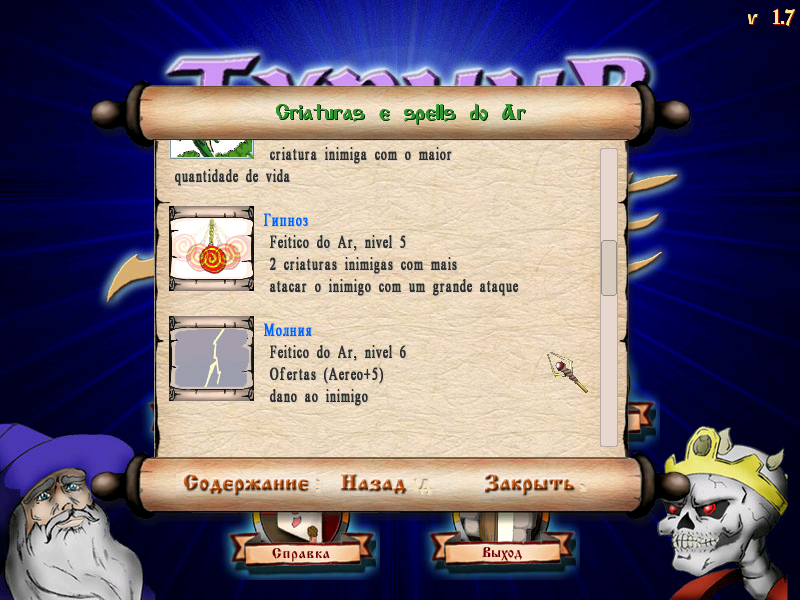 v 1.7
Турнир
Criaturas e spells do Ar
criatura inimiga com o maior
quantidade de vida
Гипноз
Feitico do Ar, nivel 5
2 criaturas inimigas com mais
atacar o inimigo com um grande ataque
Молния
Feitico do Ar, nivel 6
Ofertas (Aereo+5)
dano ao inimigo
Содержание Назад Закрыть
Справка Выход